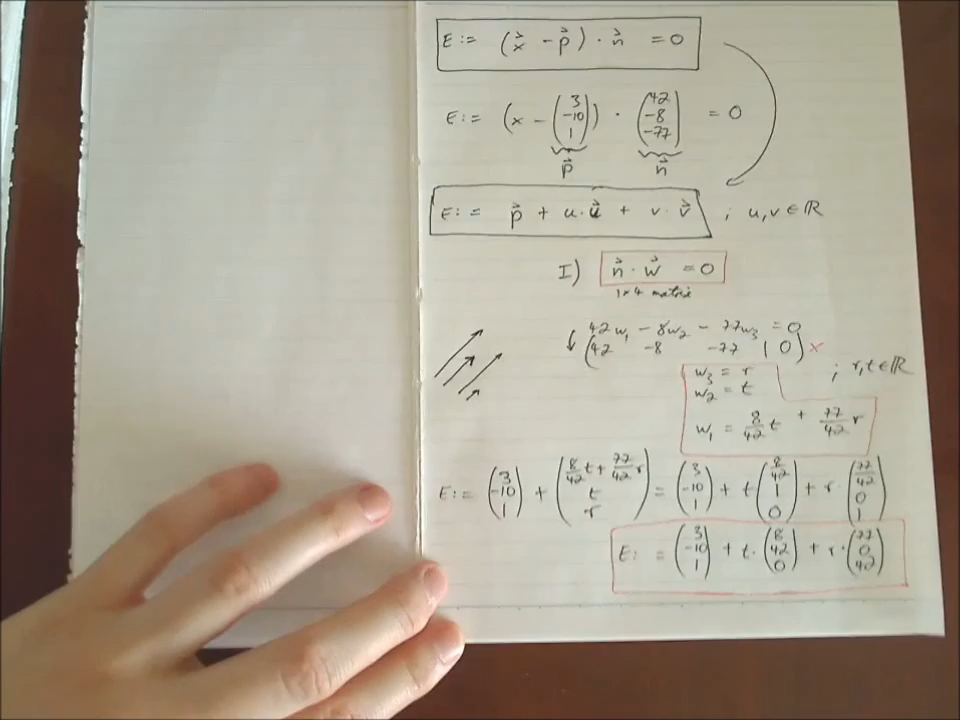 E := (x⃗ - p⃗) · n⃗ = 0
E := (x - (3 -10 1)) · (42 -8 -77) = 0
p⃗ n⃗
E := p⃗ + u · u⃗ + v · v⃗ ; u, v ∈ ℝ
I) n⃗ · w⃗ = 0
1x4 matrix
42w₁ - 8w₂ - 77w₃ = 0
(42 -8 -77 | 0) x
w₃ = r ; r, t ∈ ℝ
w₂ = t
w₁ = 8/42 t + 77/42 r
E := (3 -10 1) + (8/42 t + 77/42 r t r) = (3 -10 1) + t (8/42 1 0) + r (77/42 0 1)
E: = (3 -10 1) + t · (8 42 0) + r · (77 0 42)